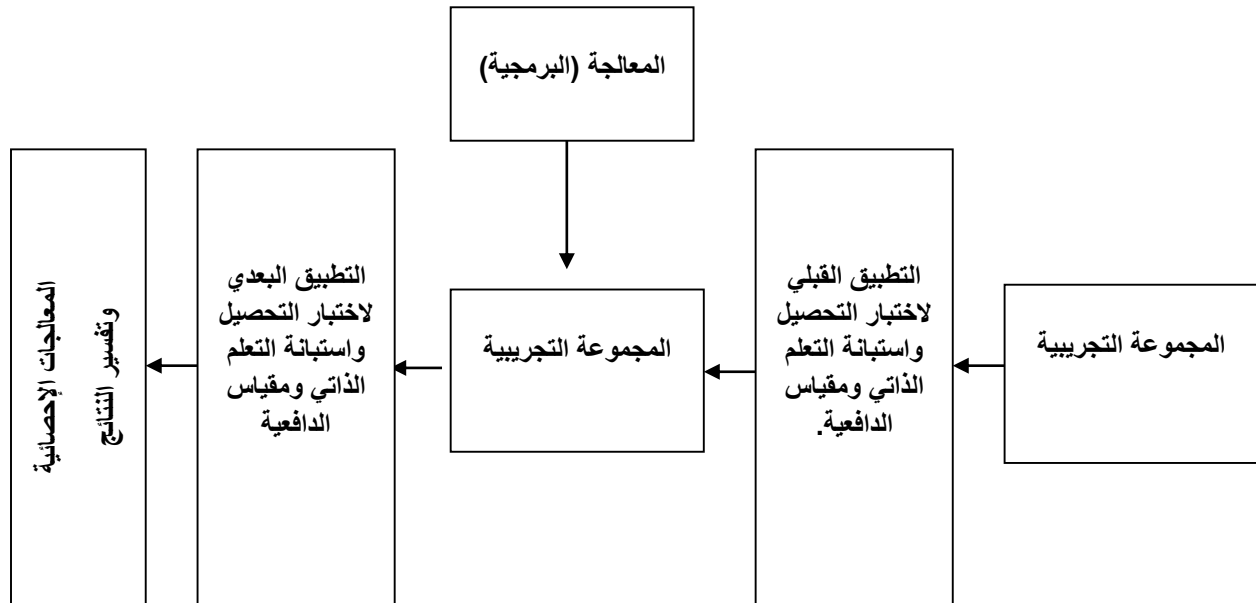 المعالجة (البرمجية)
المجموعة التجريبية
التطبيق القبلي
لاختبار التحصيل
واستبانة التعلم
الذاتي ومقياس
الدافعية.
المجموعة التجريبية
التطبيق البعدي
لاختبار التحصيل
واستبانة التعلم
الذاتي ومقياس
الدافعية
المعالجات الإحصائية
وتفسير النتائج